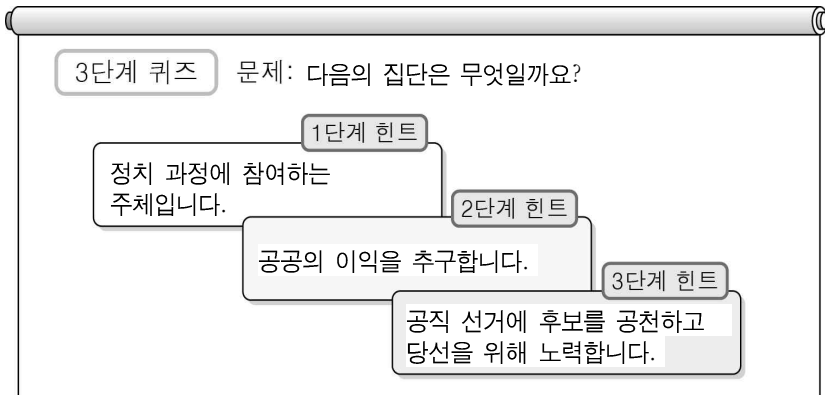 3단계 퀴즈 문제: 다음의 집단은 무엇일까요?
1단계 힌트
정치 과정에 참여하는
주체입니다.
2단계 힌트
공공의 이익을 추구합니다.
3단계 힌트
공직 선거에 후보를 공천하고
당선을 위해 노력합니다.